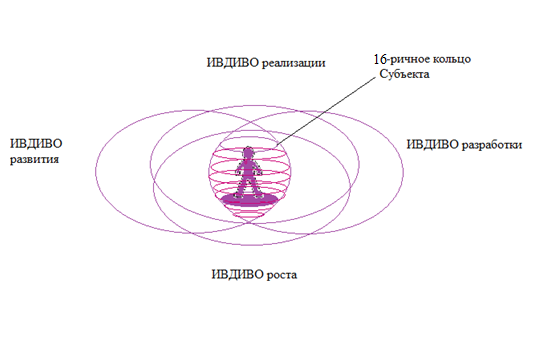 ИВДИВО реализации
16-ричное кольцо
Субъекта
ИВДИВО
развития
ИВДИВО разработки
ИВДИВО роста